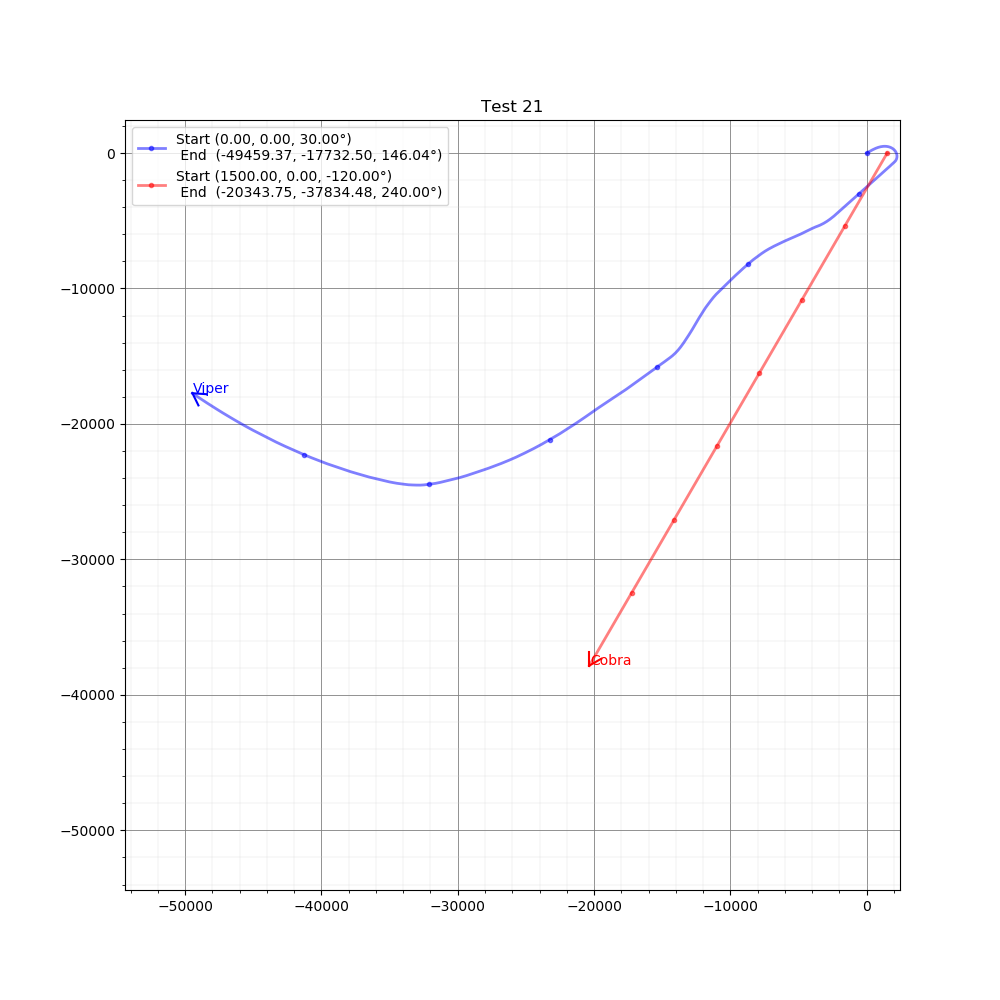 Test 21
Start (0.00, 0.00, 30.00°)
End (-49459.37, -17732.50, 146.04°)
Start (1500.00, 0.00, -120.00°)
End (-20343.75, -37834.48, 240.00°)
0
−10000
−20000
−30000
−40000
−50000
Viper
Cobra
−50000 −40000 −30000 −20000 −10000 0